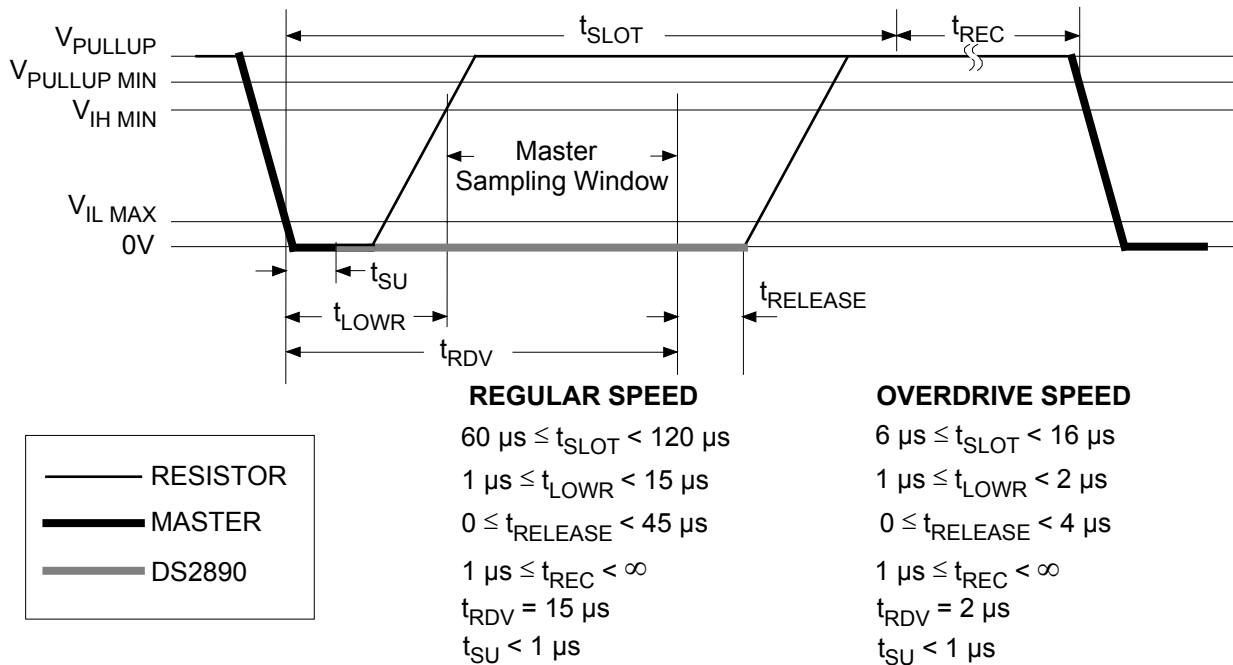 tSLOT
tREC
VPULLUP
VPULLUP MIN
VIH MIN
Master
Sampling Window
VIL MAX
0V
tSU
tRELEASE
tLOWR
tRDV
REGULAR SPEED
60 µs ≤ tSLOT < 120 µs
1 µs ≤ tLOWR < 15 µs
0 ≤ tRELEASE < 45 µs
1 µs ≤ tREC < ∞
tRDV = 15 µs
tSU < 1 µs
OVERDRIVE SPEED
6 µs ≤ tSLOT < 16 µs
1 µs ≤ tLOWR < 2 µs
0 ≤ tRELEASE < 4 µs
1 µs ≤ tREC < ∞
tRDV = 2 µs
tSU < 1 µs
RESISTOR
MASTER
DS2890